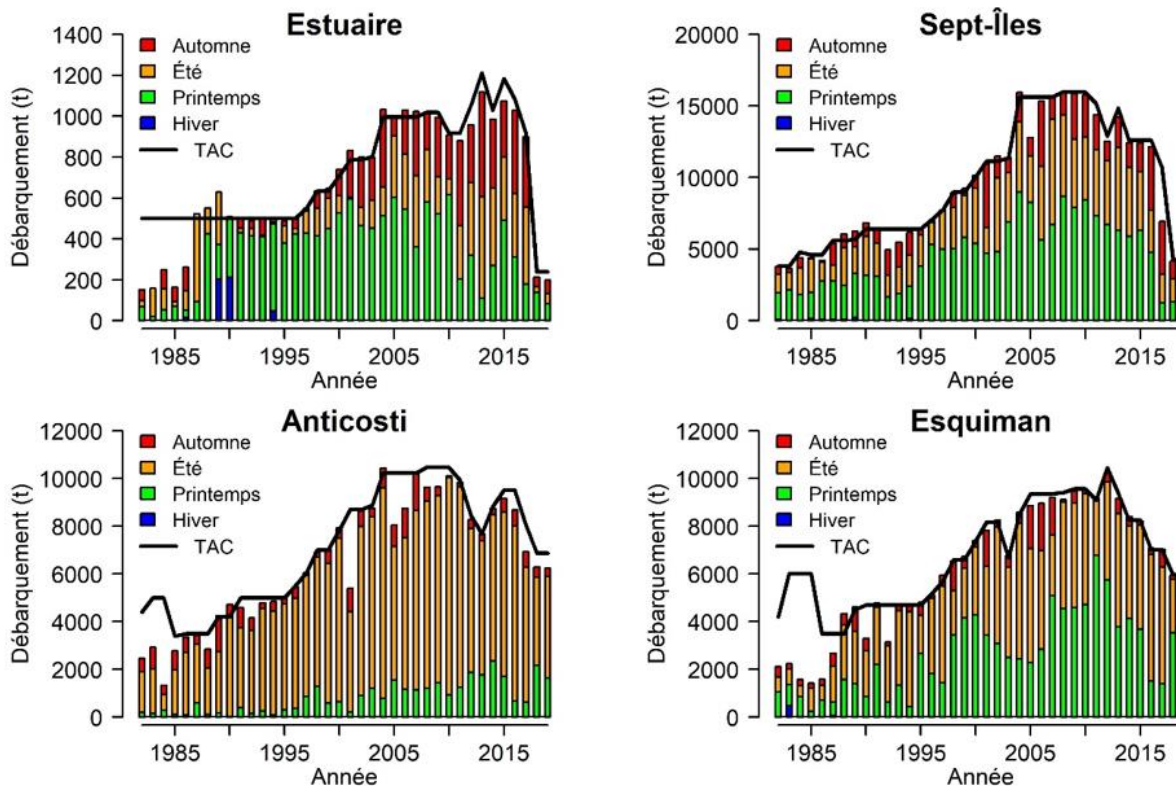 Estuaire
Débarquement (t)
1400
1200
1000
800
600
400
200
0
Automne
Été
Printemps
Hiver
TAC
1985
1995
2005
2015
Année
Sept-Îles
Débarquement (t)
20000
15000
10000
5000
0
Automne
Été
Printemps
Hiver
TAC
1985
1995
2005
2015
Année
Anticosti
Débarquement (t)
12000
10000
8000
6000
4000
2000
0
Automne
Été
Printemps
Hiver
TAC
1985
1995
2005
2015
Année
Esquiman
Débarquement (t)
12000
10000
8000
6000
4000
2000
0
Automne
Été
Printemps
Hiver
TAC
1985
1995
2005
2015
Année